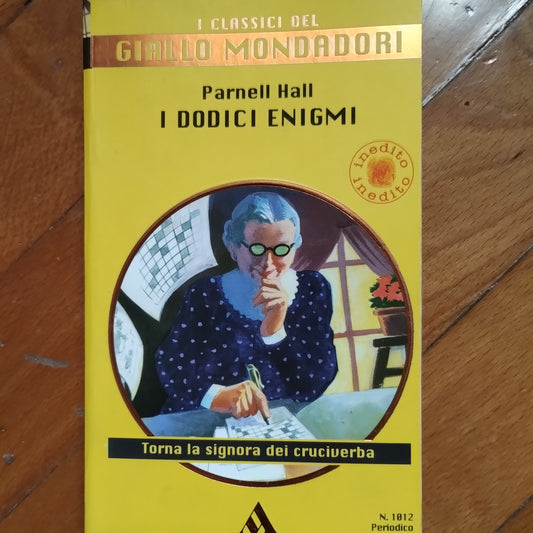 I CLASSICI DEL
GIALLO MONDADORI
Parnell Hall
I DODICI ENIGMI
inedito
inedito
Torna la signora dei cruciverba
N. 1012
Periodico